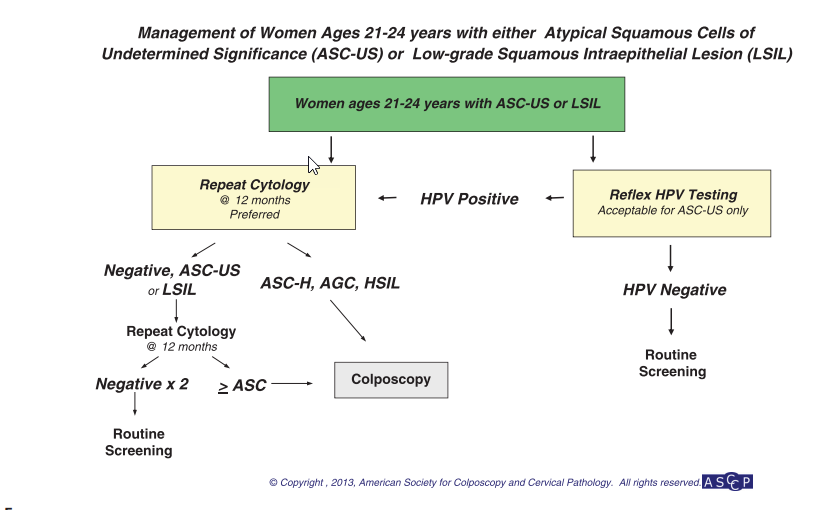 Management of Women Ages 21-24 years with either Atypical Squamous Cells of
Undetermined Significance (ASC-US) or Low-grade Squamous Intraepithelial Lesion (LSIL)
Women ages 21-24 years with ASC-US or LSIL
Repeat Cytology
@ 12 months
Preferred
HPV Positive
Reflex HPV Testing
Acceptable for ASC-US only
Negative, ASC-US
or LSIL
ASC-H, AGC, HSIL
HPV Negative
Repeat Cytology
@ 12 months
Routine
Screening
Negative x 2
≥ ASC
Colposcopy
Routine
Screening
© Copyright , 2013, American Society for Colposcopy and Cervical Pathology. All rights reserved.
ASCCP